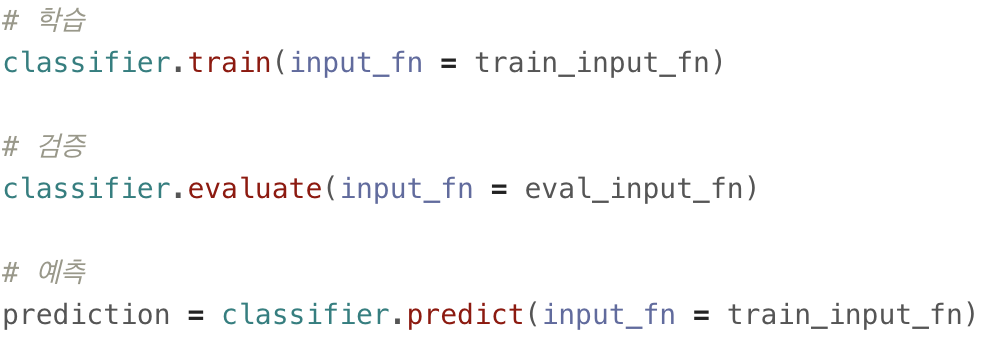 # 학습
classifier.train(input_fn = train_input_fn)
# 검증
classifier.evaluate(input_fn = eval_input_fn)
# 예측
prediction = classifier.predict(input_fn = train_input_fn)